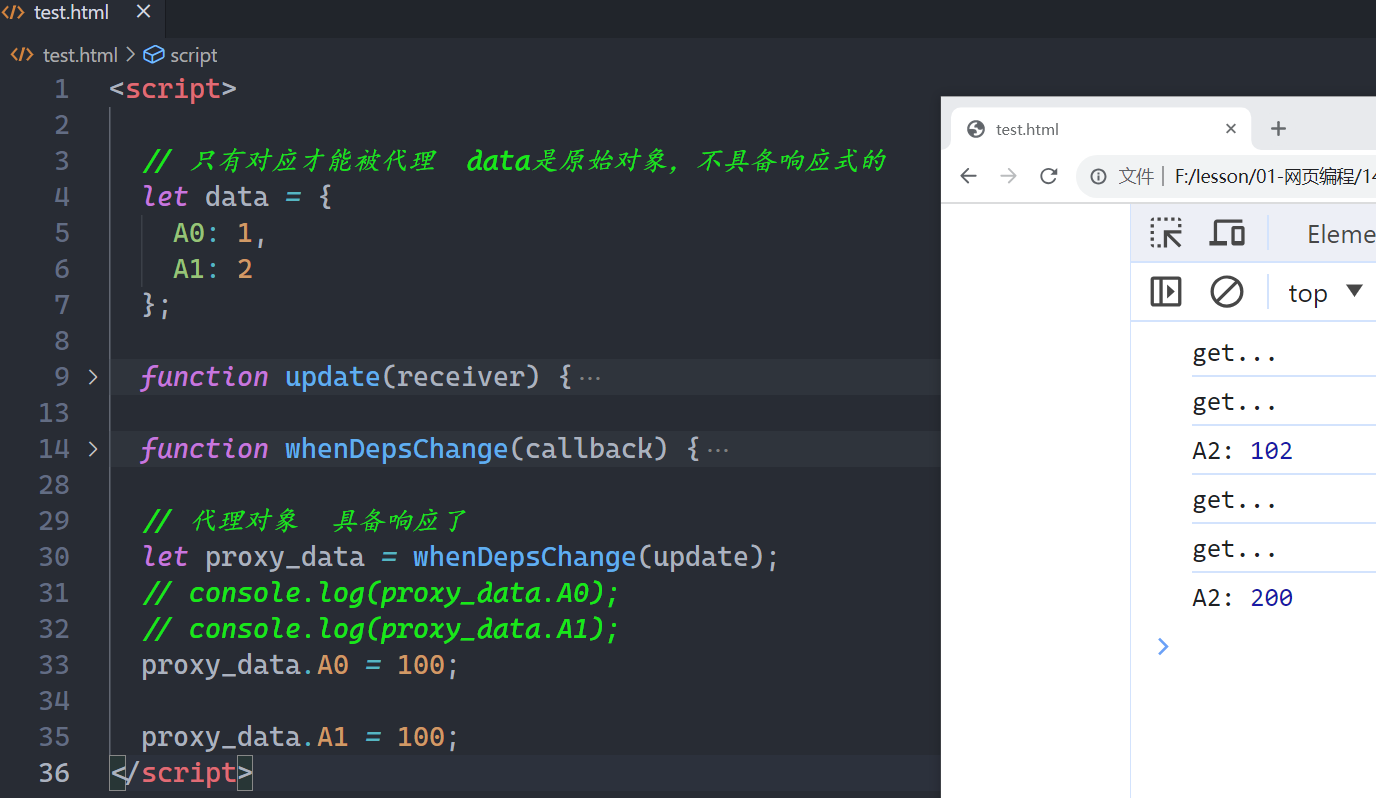 test.html
test.html > script
1 <script>
2
3 // 只有对应才能被代理 data是原始对象，不具备响应式的
4 let data = {
5 A0: 1,
6 A1: 2
7 };
8
9 function update(receiver) {···
13
14 function whenDepsChange(callback) {···
28
29 // 代理对象 具备响应了
30 let proxy_data = whenDepsChange(update);
31 // console.log(proxy_data.A0);
32 // console.log(proxy_data.A1);
33 proxy_data.A0 = 100;
34
35 proxy_data.A1 = 100;
36 </script>
test.html
文件 | F:/lesson/01-网页编程/14
Eleme
top
get...
get...
A2: 102
get...
get...
A2: 200